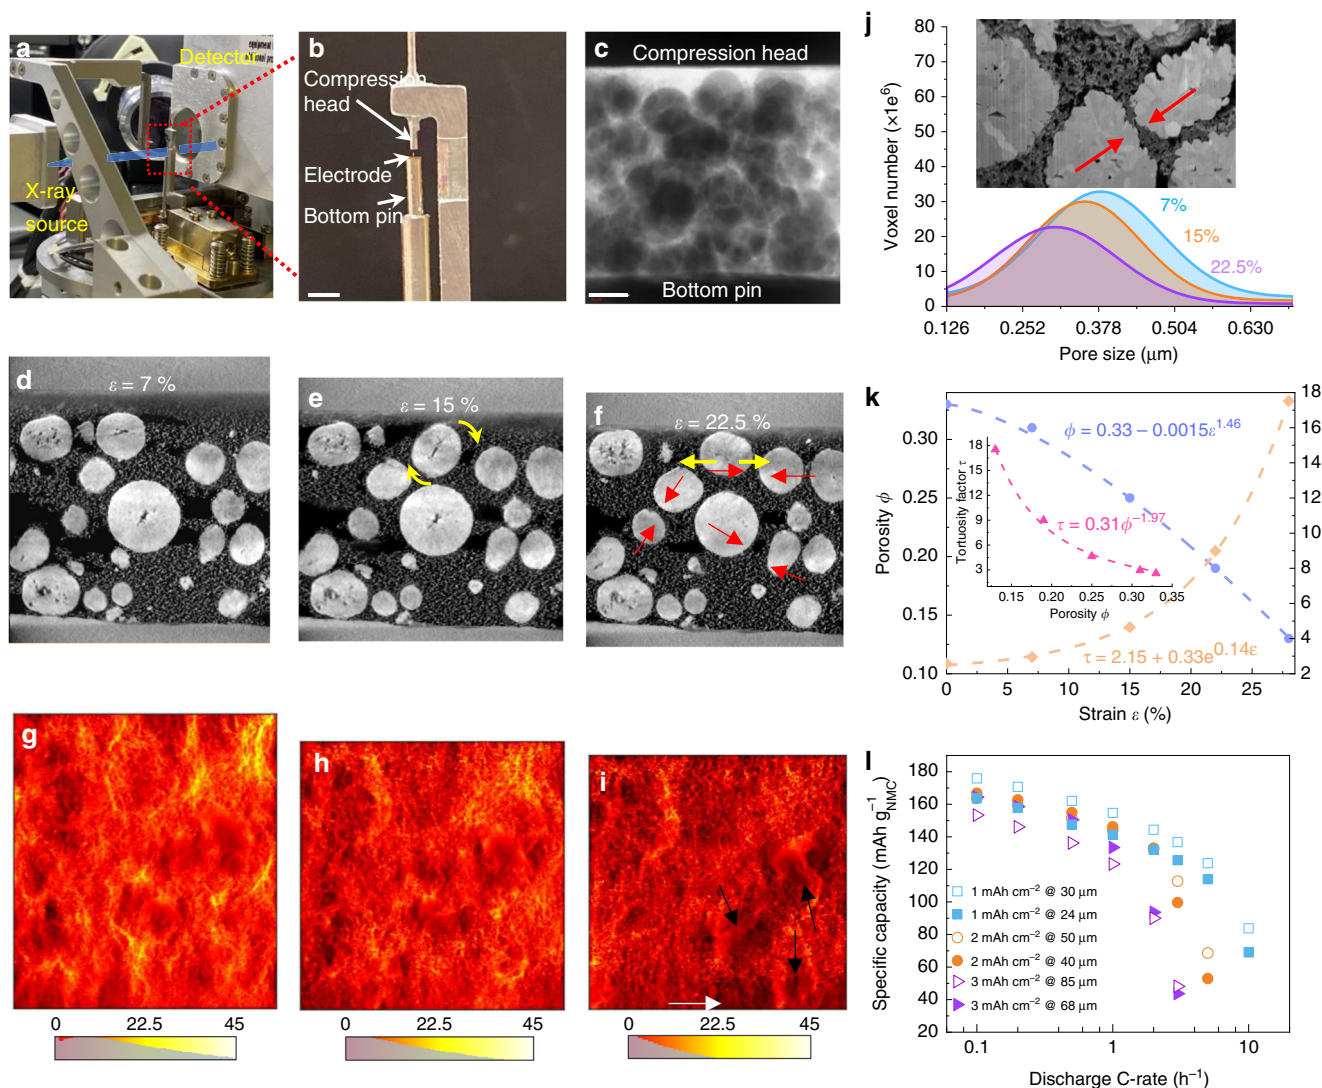 a
equipment
Detector
X-ray
source
b
Compression
head
Electrode
Bottom pin
c
Compression head
Bottom pin
d
ε = 7 %
e
ε = 15 %
f
ε = 22.5 %
g
0 22.5 45
h
0 22.5 45
i
0 22.5 45
j
Voxel number (×10e⁶)
80
70
60
50
40
30
20
10
0
7%
15%
22.5%
0.126 0.252 0.378 0.504 0.630
Pore size (μm)
k
Porosity ϕ
0.30
0.25
0.20
0.15
0.10
18
16
14
12
10
8
6
4
2
ϕ = 0.33 – 0.0015ε¹·⁴⁶
Tortuosity factor τ
18
15
12
9
6
3
τ = 0.31ϕ⁻¹·⁹⁷
0.15 0.20 0.25 0.30 0.35
Porosity ϕ
τ = 2.15 + 0.33e⁰·¹⁴ᵋ
0 5 10 15 20 25
Strain ε (%)
l
Specific capacity (mAh g⁻¹NMC)
180
160
140
120
100
80
60
40
20
1 mAh cm⁻² @ 30 μm
1 mAh cm⁻² @ 24 μm
2 mAh cm⁻² @ 50 μm
2 mAh cm⁻² @ 40 μm
3 mAh cm⁻² @ 85 μm
3 mAh cm⁻² @ 68 μm
0.1 1 10
Discharge C-rate (h⁻¹)